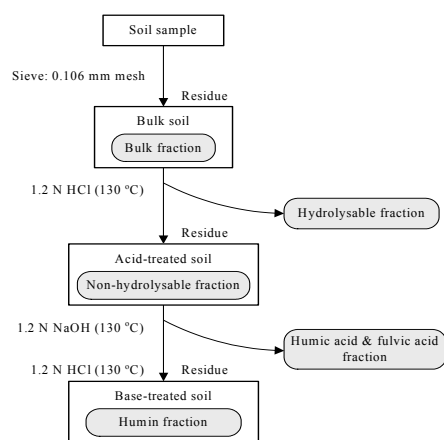 Soil sample
Sieve: 0.106 mm mesh
Residue
Bulk soil
Bulk fraction
1.2 N HCl (130 °C)
Hydrolysable fraction
Residue
Acid-treated soil
Non-hydrolysable fraction
1.2 N NaOH (130 °C)
Humic acid & fulvic acid
fraction
1.2 N HCl (130 °C)
Residue
Base-treated soil
Humin fraction